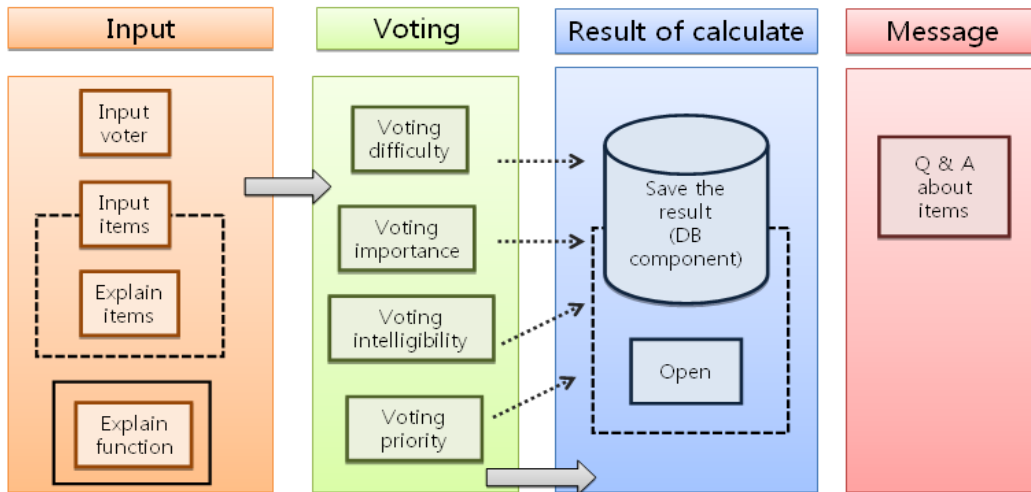 Input
Voting
Result of calculate
Message
Input
voter
Input
items
Explain
items
Explain
function
Voting
difficulty
Voting
importance
Voting
intelligibility
Voting
priority
Save the
result
(DB
component)
Open
Q & A
about
items